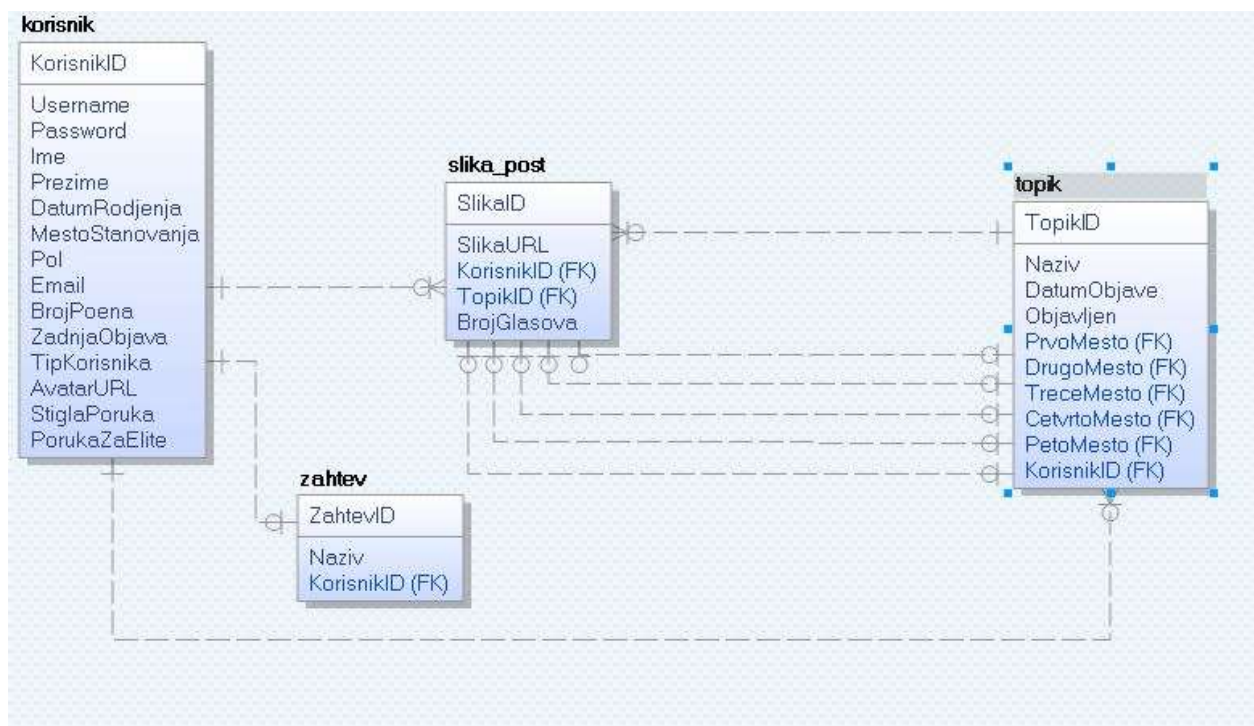 korisnik
KorisnikID
Username
Password
Ime
Prezime
DatumRodjenja
MestoStanovanja
Pol
Email
BrojPoena
ZadnjaObjava
TipKorisnika
AvatarURL
StiglaPoruka
PorukaZaElite
slika_post
SlikaID
SlikaURL
KorisnikID (FK)
TopikID (FK)
BrojGlasova
topik
TopikID
Naziv
DatumObjave
Objavljen
PrvoMesto (FK)
DrugoMesto (FK)
TreceMesto (FK)
CetvrtoMesto (FK)
PetoMesto (FK)
KorisnikID (FK)
zahtev
ZahtevID
Naziv
KorisnikID (FK)